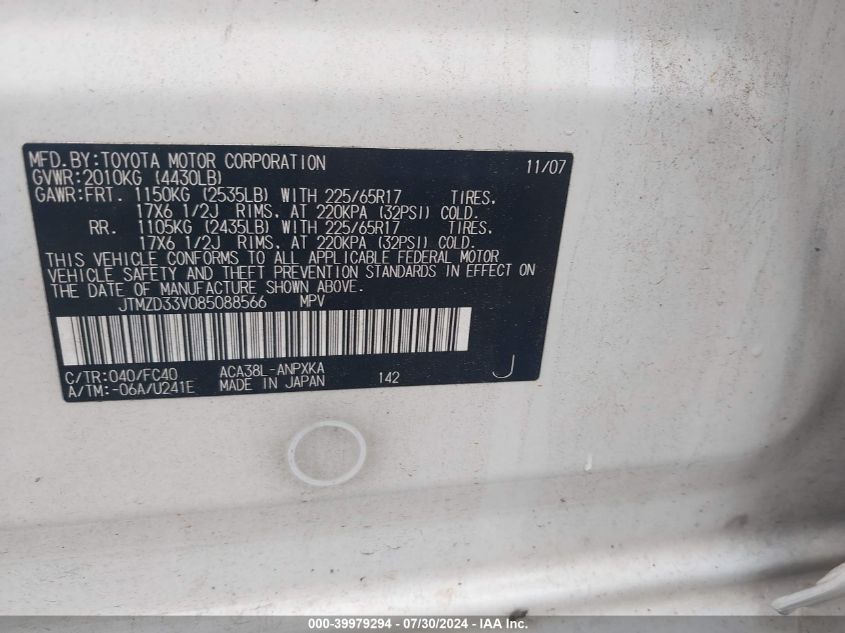 MFD.BY:TOYOTA MOTOR CORPORATION 11/07
GVWR:2010KG (4430LB)
GAWR:FRT. 1150KG (2535LB) WITH 225/65R17 TIRES,
17X6 1/2J RIMS, AT 220KPA (32PSI) COLD.
RR. 1105KG (2435LB) WITH 225/65R17 TIRES,
17X6 1/2J RIMS, AT 220KPA (32PSI) COLD.
THIS VEHICLE CONFORMS TO ALL APPLICABLE FEDERAL MOTOR
VEHICLE SAFETY AND THEFT PREVENTION STANDARDS IN EFFECT ON
THE DATE OF MANUFACTURE SHOWN ABOVE.
JTMZD33V085088566 MPV
C/TR:040/FC40 ACA38L-ANPXKA
A/TM:-06A/U241E MADE IN JAPAN 142 J
000-39979294 - 07/30/2024 - IAA Inc.